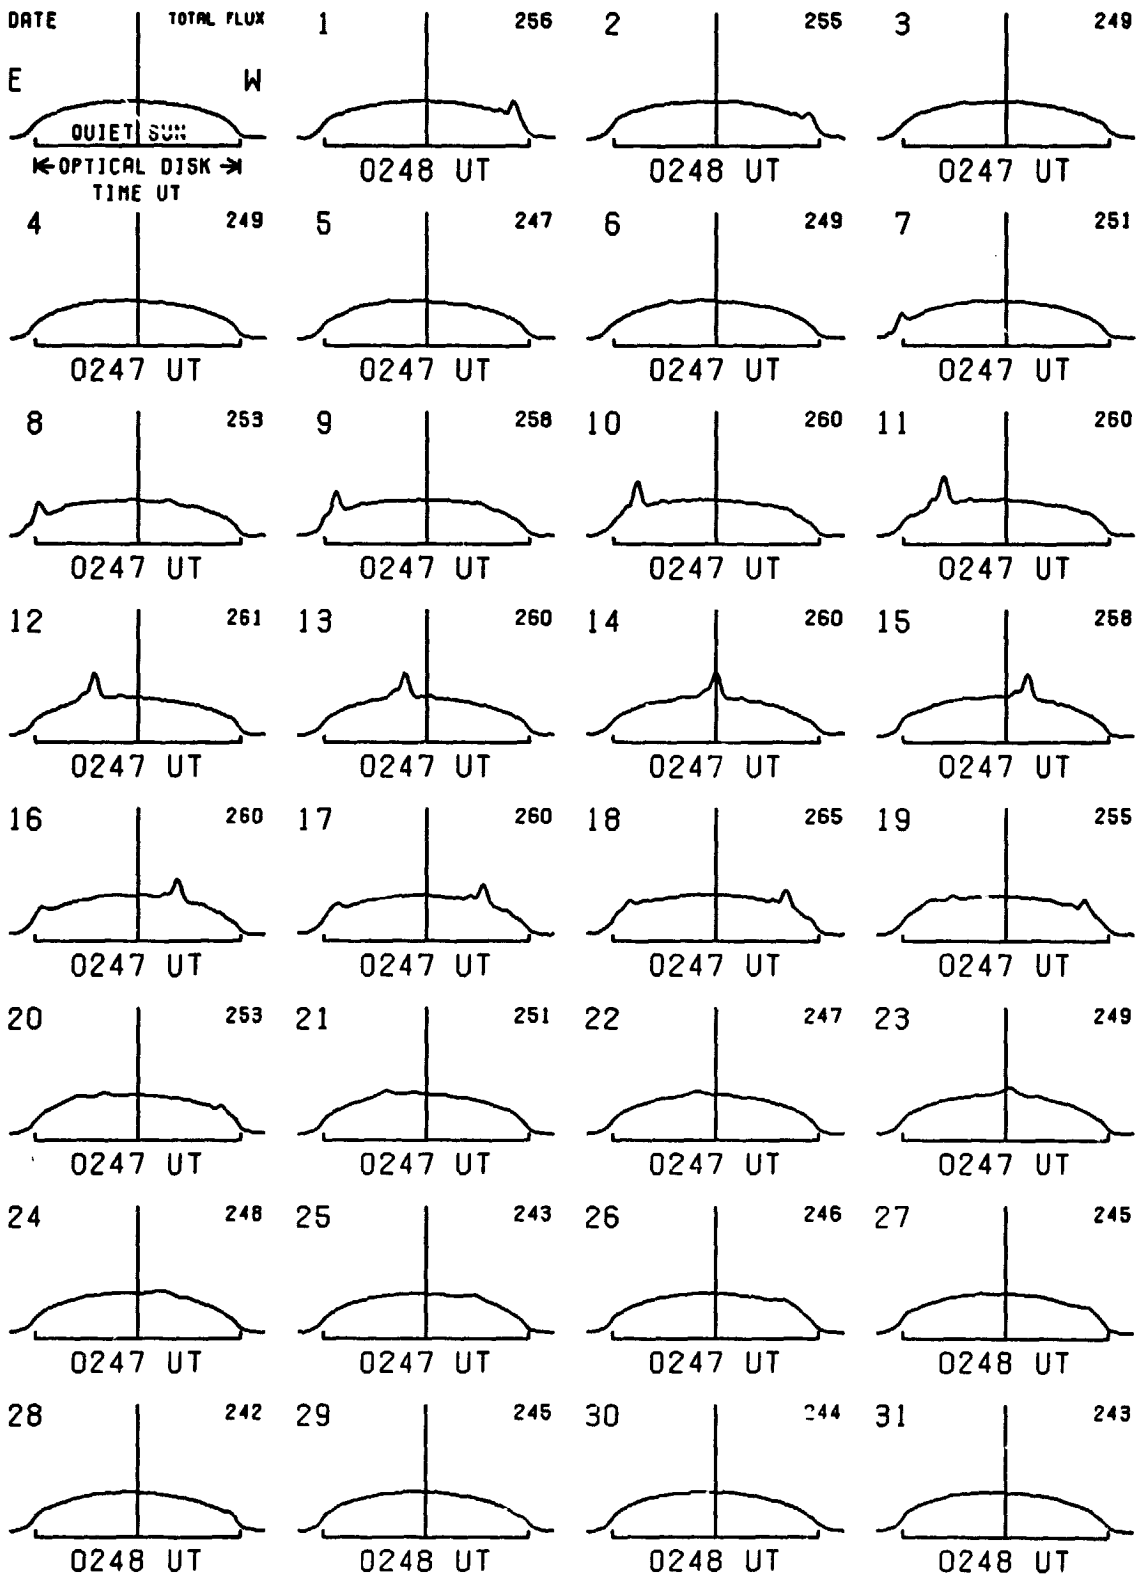 DATE TOTAL FLUX 1 256 2 255 3 249
E W
QUIET SUN
←OPTICAL DISK→ 0248 UT 0248 UT 0247 UT
TIME UT
4 249 5 247 6 249 7 251
0247 UT 0247 UT 0247 UT 0247 UT
8 253 9 258 10 260 11 260
0247 UT 0247 UT 0247 UT 0247 UT
12 261 13 260 14 260 15 258
0247 UT 0247 UT 0247 UT 0247 UT
16 260 17 260 18 265 19 255
0247 UT 0247 UT 0247 UT 0247 UT
20 253 21 251 22 247 23 249
0247 UT 0247 UT 0247 UT 0247 UT
24 248 25 243 26 246 27 245
0247 UT 0247 UT 0247 UT 0248 UT
28 242 29 245 30 244 31 243
0248 UT 0248 UT 0248 UT 0248 UT